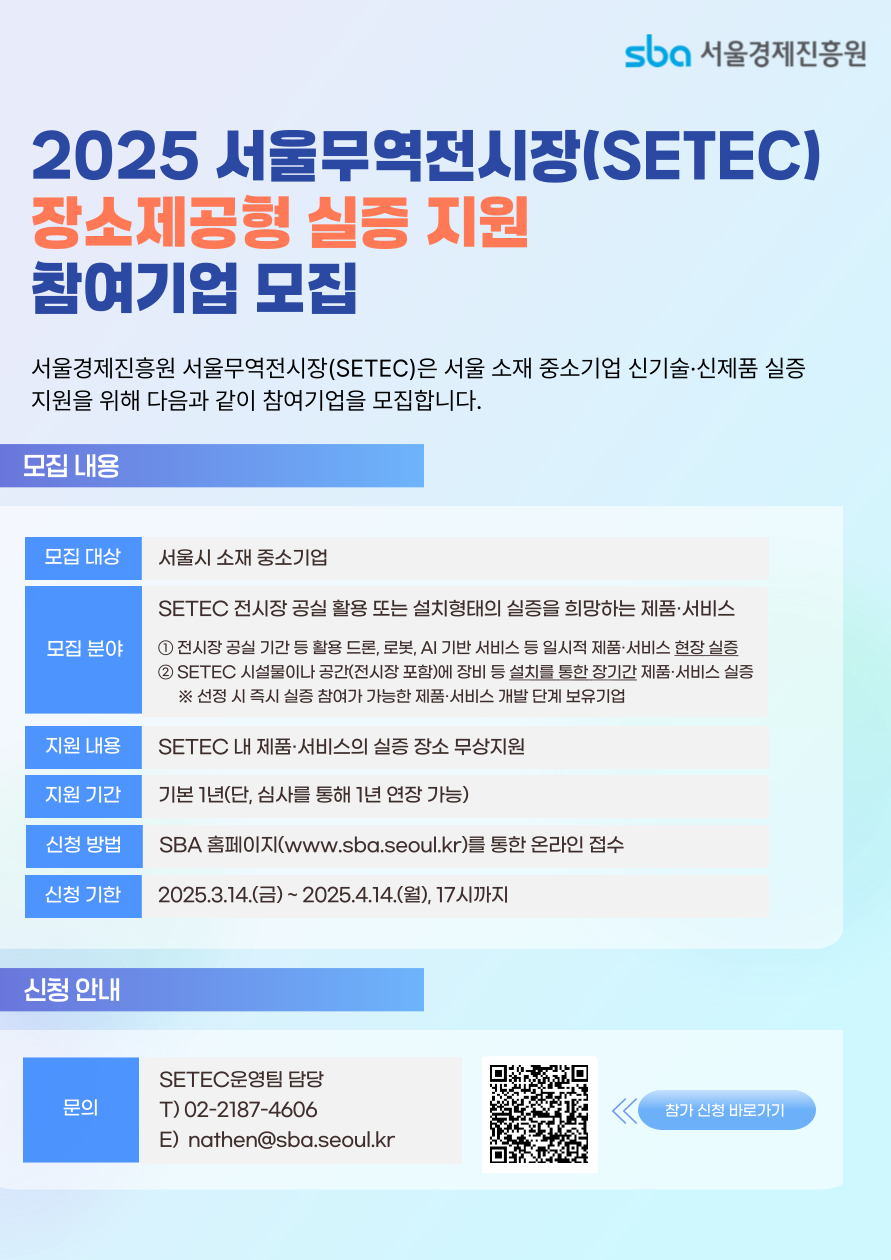 sba 서울경제진흥원
2025 서울무역전시장(SETEC)
장소제공형 실증 지원
참여기업 모집
서울경제진흥원 서울무역전시장(SETEC)은 서울 소재 중소기업 신기술·신제품 실증
지원을 위해 다음과 같이 참여기업을 모집합니다.
모집 내용
모집 대상 서울시 소재 중소기업
모집 분야 SETEC 전시장 공실 활용 또는 설치형태의 실증을 희망하는 제품·서비스
① 전시장 공실 기간 등 활용 드론, 로봇, AI 기반 서비스 등 일시적 제품·서비스 현장 실증
② SETEC 시설물이나 공간(전시장 포함)에 장비 등 설치를 통한 장기간 제품·서비스 실증
※ 선정 시 즉시 실증 참여가 가능한 제품·서비스 개발 단계 보유기업
지원 내용 SETEC 내 제품·서비스의 실증 장소 무상지원
지원 기간 기본 1년(단, 심사를 통해 1년 연장 가능)
신청 방법 SBA 홈페이지(www.sba.seoul.kr)를 통한 온라인 접수
신청 기한 2025.3.14.(금) ~ 2025.4.14.(월), 17시까지
신청 안내
문의 SETEC운영팀 담당
T) 02-2187-4606
E) nathen@sba.seoul.kr
참가 신청 바로가기